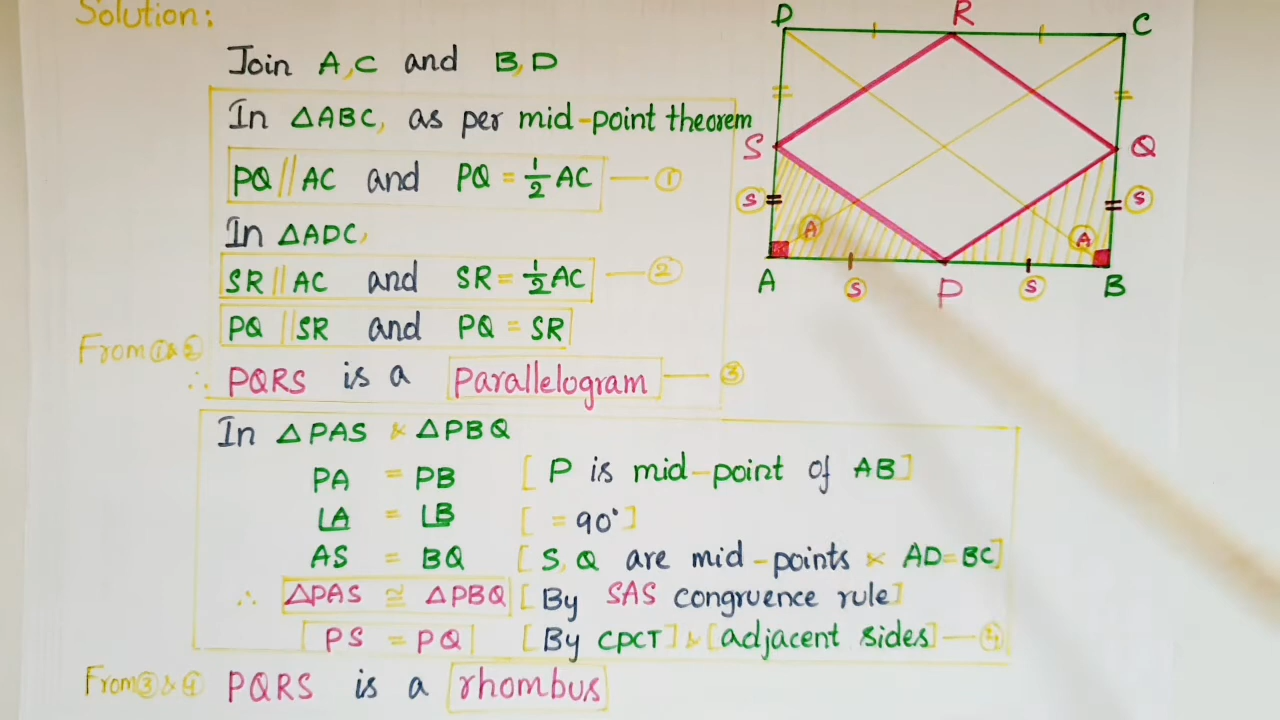 Solution:
Join A,C and B,D
In △ABC, as per mid-point theorem
PQ || AC and PQ = 1/2 AC — ①
In △ADC,
SR || AC and SR = 1/2 AC — ②
PQ || SR and PQ = SR
From ① & ②
∴ PQRS is a parallelogram — ③
In △PAS & △PBQ
PA = PB [P is mid-point of AB]
∠A = ∠B [= 90°]
AS = BQ [S, Q are mid-points & AD=BC]
∴ △PAS ≅ △PBQ [By SAS congruence rule]
PS = PQ [By CPCT] & [adjacent sides] — ④
From ③ & ④ PQRS is a rhombus
D R C
S Q
S S
A A
A P B
S S